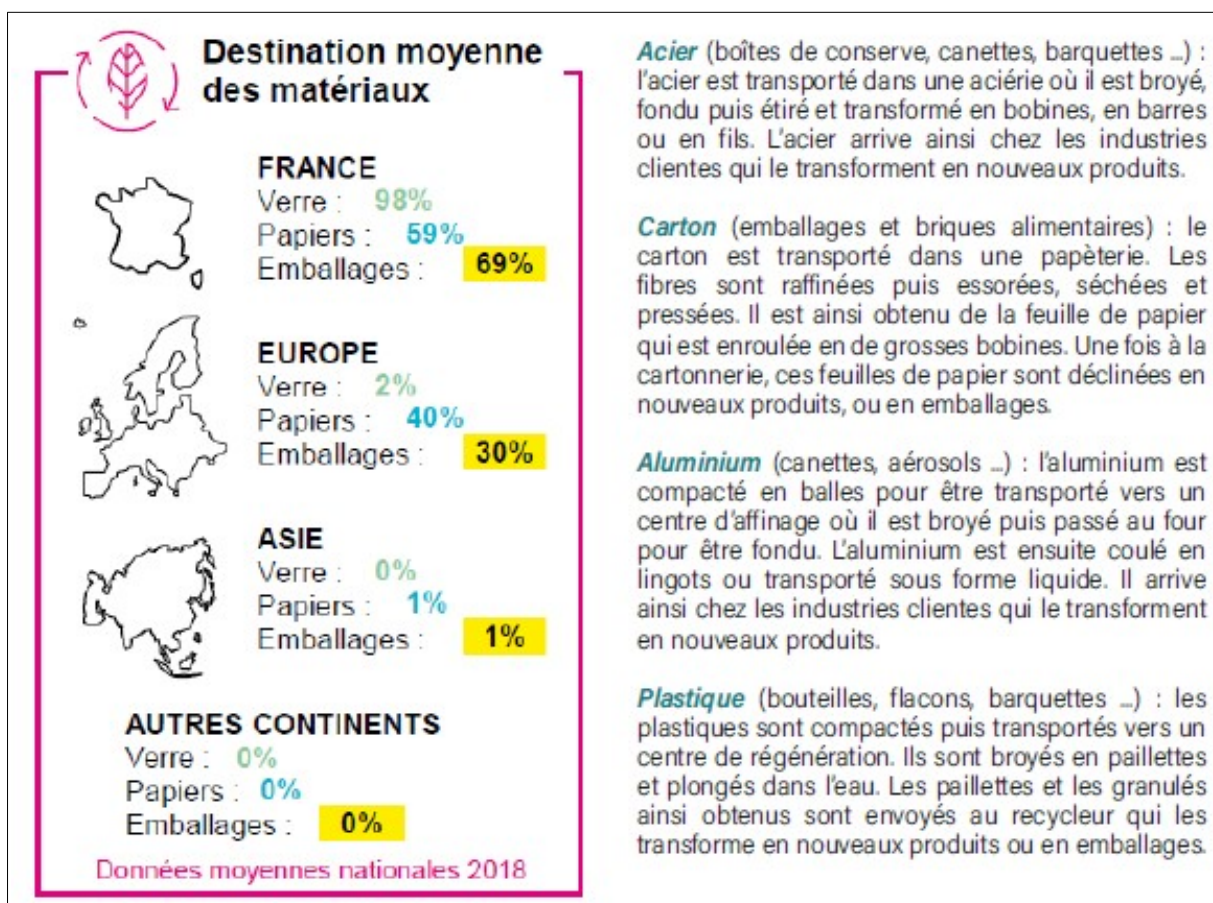 Destination moyenne
des matériaux
FRANCE
Verre : 98%
Papiers : 59%
Emballages : 69%
EUROPE
Verre : 2%
Papiers : 40%
Emballages : 30%
ASIE
Verre : 0%
Papiers : 1%
Emballages : 1%
AUTRES CONTINENTS
Verre : 0%
Papiers : 0%
Emballages : 0%
Données moyennes nationales 2018
Acier (boîtes de conserve, canettes, barquettes ...) :
l'acier est transporté dans une aciérie où il est broyé,
fondu puis étiré et transformé en bobines, en barres
ou en fils. L'acier arrive ainsi chez les industries
clientes qui le transforment en nouveaux produits.
Carton (emballages et briques alimentaires) : le
carton est transporté dans une papèterie. Les
fibres sont raffinées puis essorées, séchées et
pressées. Il est ainsi obtenu de la feuille de papier
qui est enroulée en de grosses bobines. Une fois à la
cartonnerie, ces feuilles de papier sont déclinées en
nouveaux produits, ou en emballages.
Aluminium (canettes, aérosols ...) : l'aluminium est
compacté en balles pour être transporté vers un
centre d'affinage où il est broyé puis passé au four
pour être fondu. L'aluminium est ensuite coulé en
lingots ou transporté sous forme liquide. Il arrive
ainsi chez les industries clientes qui le transforment
en nouveaux produits.
Plastique (bouteilles, flacons, barquettes ...) : les
plastiques sont compactés puis transportés vers un
centre de régénération. Ils sont broyés en paillettes
et plongés dans l'eau. Les paillettes et les granulés
ainsi obtenus sont envoyés au recycleur qui les
transforme en nouveaux produits ou en emballages.